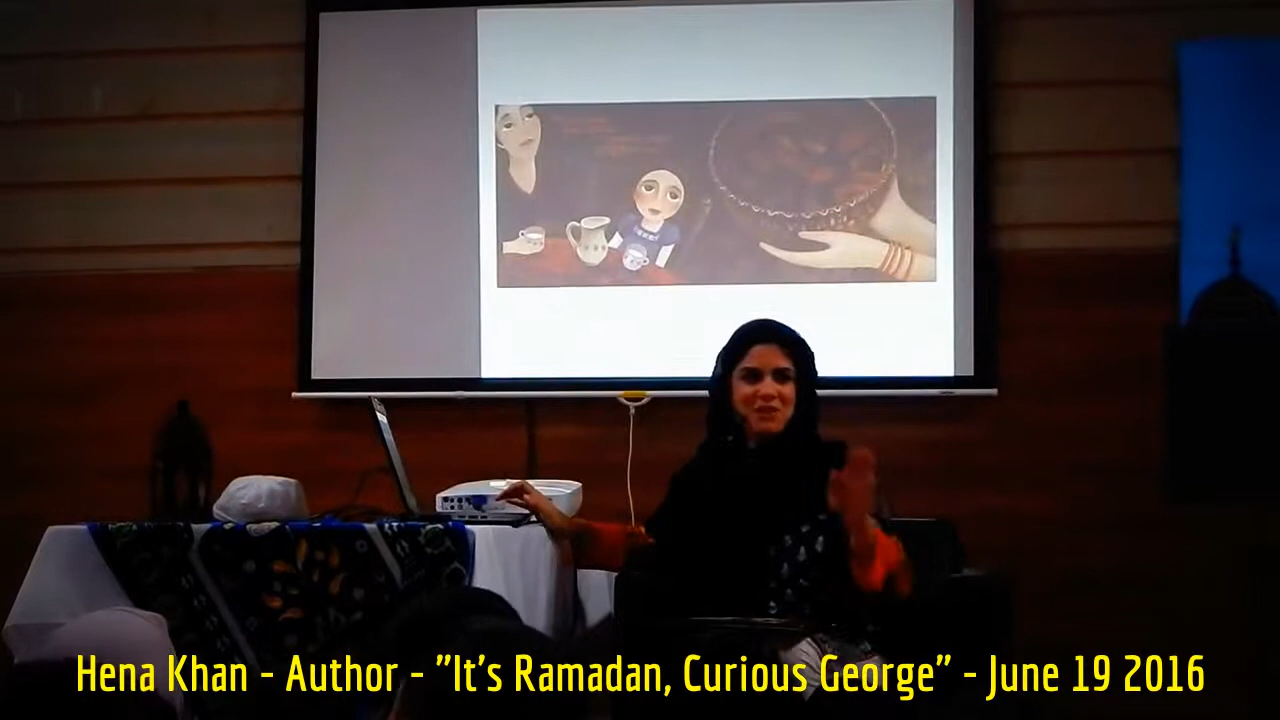 Hena Khan - Author - "It's Ramadan, Curious George" - June 19 2016